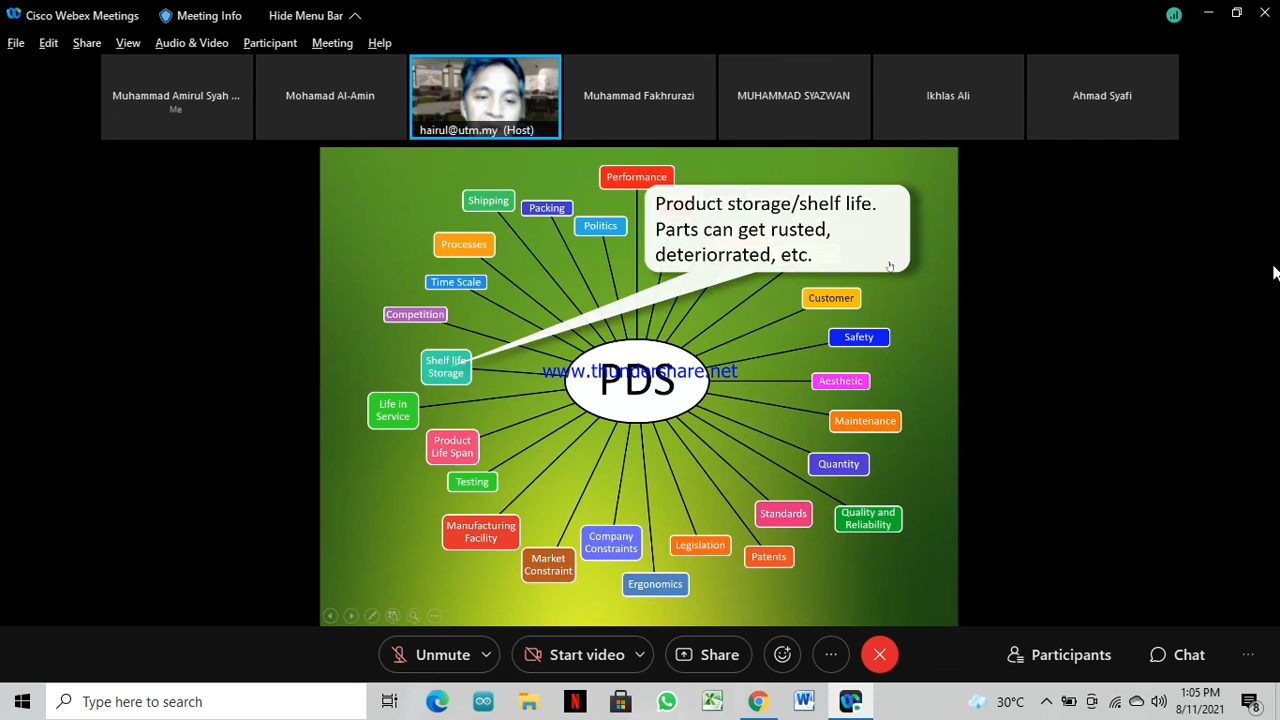 Cisco Webex Meetings
Meeting Info
Hide Menu Bar
File Edit Share View Audio & Video Participant Meeting Help
Muhammad Amirul Syah ...
Me
Mohamad Al-Amin
hairul@utm.my (Host)
Muhammad Fakhrurazi
MUHAMMAD SYAZWAN
Ikhlas Ali
Ahmad Syafi
Performance
Product storage/shelf life.
Parts can get rusted,
deteriorrated, etc.
Shipping
Packing
Politics
Processes
Time Scale
Competition
Shelf life
Storage
Life in
Service
Product
Life Span
Testing
Manufacturing
Facility
Market
Constraint
Company
Constraints
Ergonomics
Legislation
Patents
Standards
Quality and
Reliability
Quantity
Maintenance
Aesthetic
Safety
Customer
PDS
www.thundershare.net
Unmute
Start video
Share
Participants
Chat
Type here to search
30°C
1:05 PM
8/11/2021
8